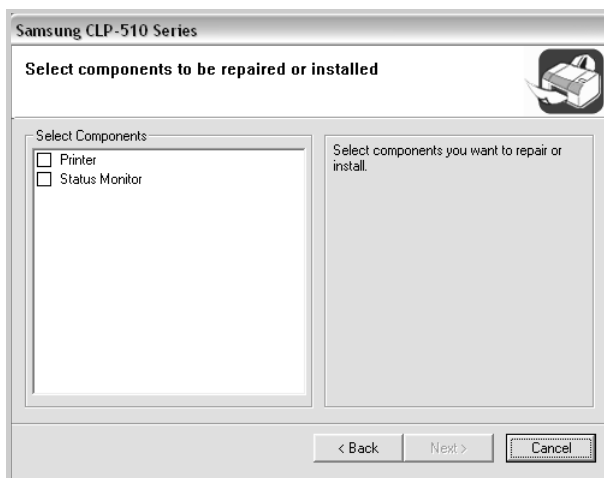 Samsung CLP-510 Series
Select components to be repaired or installed
Select Components
Printer
Status Monitor
Select components you want to repair or
install.
< Back
Next >
Cancel